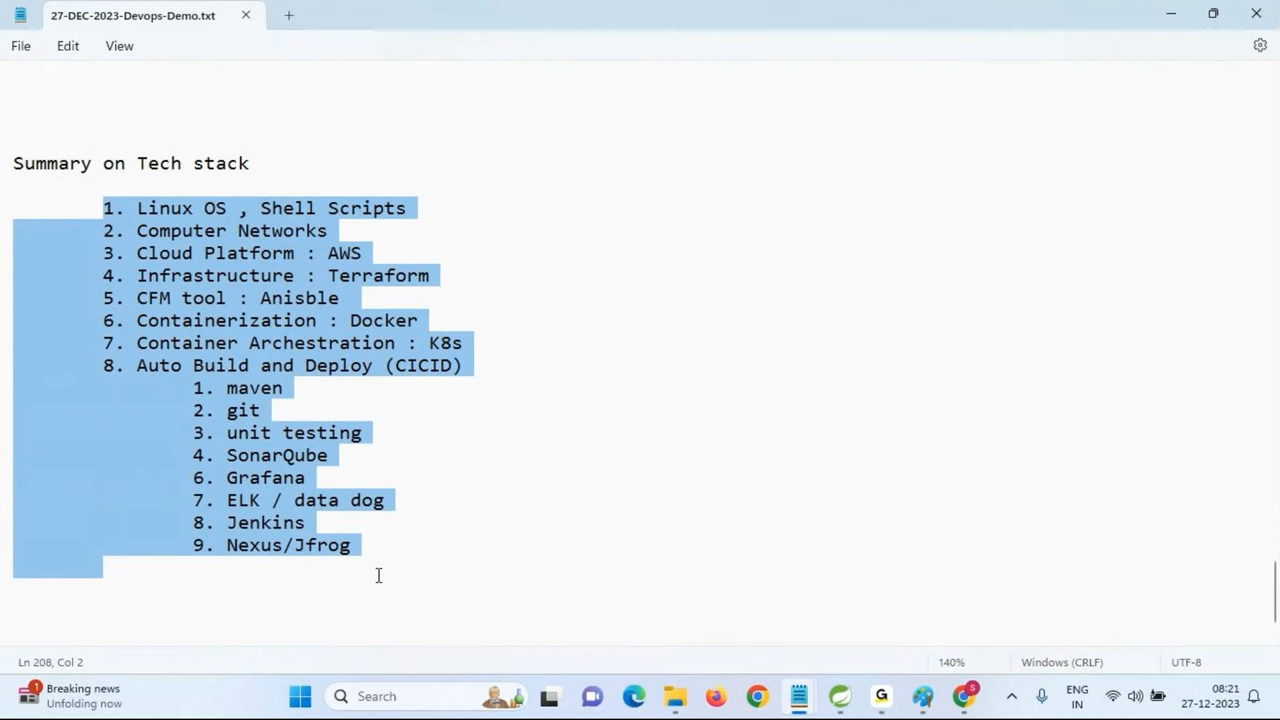 27-DEC-2023-Devops-Demo.txt
File Edit View
Summary on Tech stack
1. Linux OS , Shell Scripts
2. Computer Networks
3. Cloud Platform : AWS
4. Infrastructure : Terraform
5. CFM tool : Anisble
6. Containerization : Docker
7. Container Archestration : K8s
8. Auto Build and Deploy (CICID)
1. maven
2. git
3. unit testing
4. SonarQube
6. Grafana
7. ELK / data dog
8. Jenkins
9. Nexus/Jfrog
Ln 208, Col 2
140%
Windows (CRLF)
UTF-8
1
Breaking news
Unfolding now
Search
G
S
ENG
IN
08:21
27-12-2023